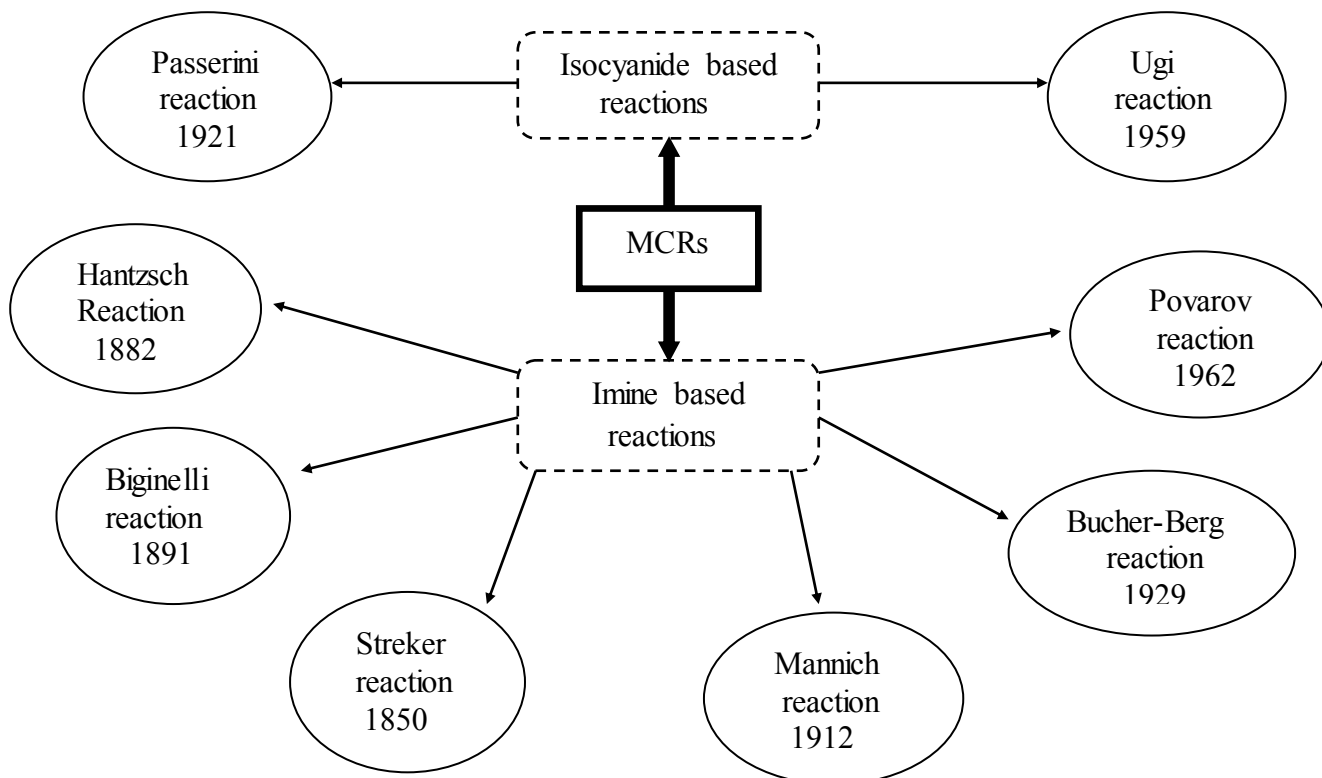 Passerini
reaction
1921
Isocyanide based
reactions
Ugi
reaction
1959
MCRs
Hantzsch
Reaction
1882
Povarov
reaction
1962
Imine based
reactions
Biginelli
reaction
1891
Bucher-Berg
reaction
1929
Streker
reaction
1850
Mannich
reaction
1912